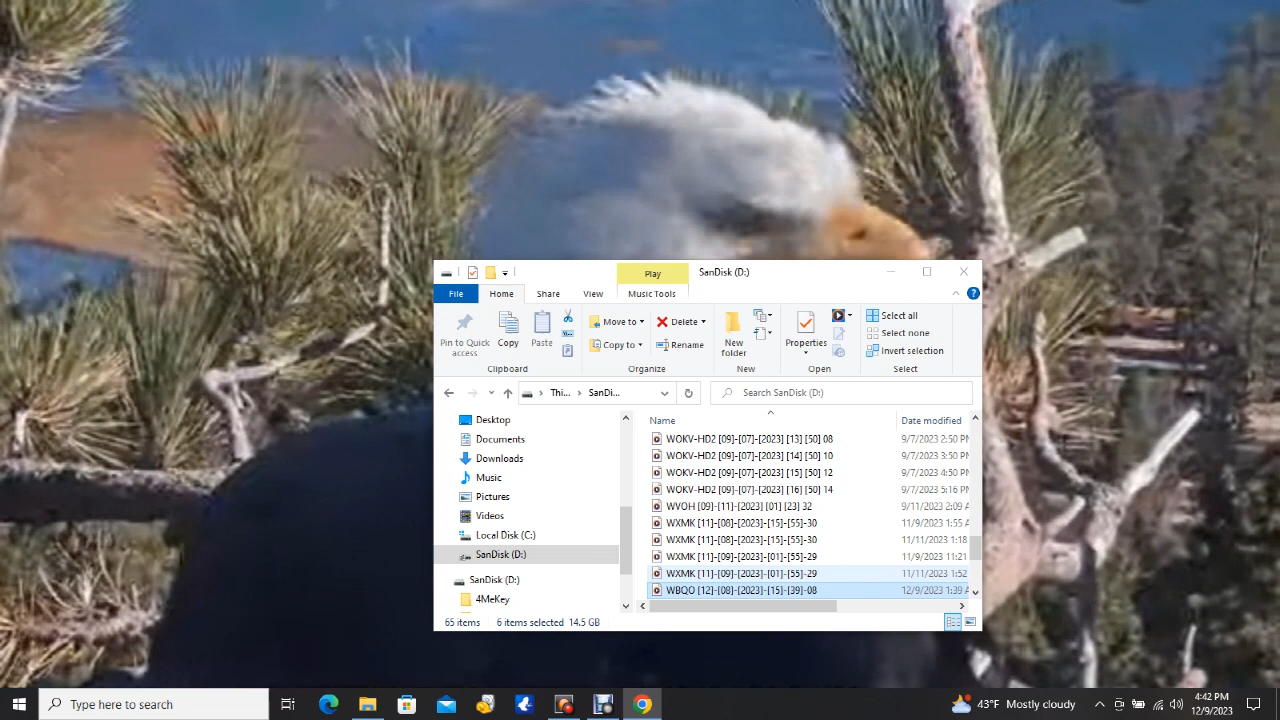 Play
SanDisk (D:)
File
Home
Share
View
Music Tools
Pin to Quick access
Copy
Paste
Move to
Copy to
Delete
Rename
New folder
Properties
Select all
Select none
Invert selection
Clipboard
Organize
New
Open
Select
Thi... > SanDi...
Search SanDisk (D:)
Desktop
Documents
Downloads
Music
Pictures
Videos
Local Disk (C:)
SanDisk (D:)
SanDisk (D:)
4MeKey
Name Date modified
WOKV-HD2 [09]-[07]-[2023] [13] [50] 08 9/7/2023 2:50 PM
WOKV-HD2 [09]-[07]-[2023] [14] [50] 10 9/7/2023 3:50 PM
WOKV-HD2 [09]-[07]-[2023] [15] [50] 12 9/7/2023 4:50 PM
WOKV-HD2 [09]-[07]-[2023] [16] [50] 14 9/7/2023 5:16 PM
WVOH [09]-[11]-[2023] [01] [23] 32 9/11/2023 2:09 A
WXMK [11]-[08]-[2023]-[15]-[55]-30 11/9/2023 1:55 A
WXMK [11]-[08]-[2023]-[15]-[55]-30 11/11/2023 1:18
WXMK [11]-[09]-[2023]-[01]-[55]-29 11/9/2023 11:21
WXMK [11]-[09]-[2023]-[01]-[55]-29 11/11/2023 1:52
WBQO [12]-[08]-[2023]-[15]-[39]-08 12/9/2023 1:39 A
65 items 6 items selected 14.5 GB
Type here to search
43°F Mostly cloudy
4:42 PM
12/9/2023